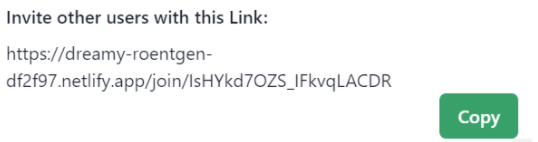 Invite other users with this Link:
https://dreamy-roentgen-
df2f97.netlify.app/join/IsHYkd7OZS_IFkvqLACDR
Copy